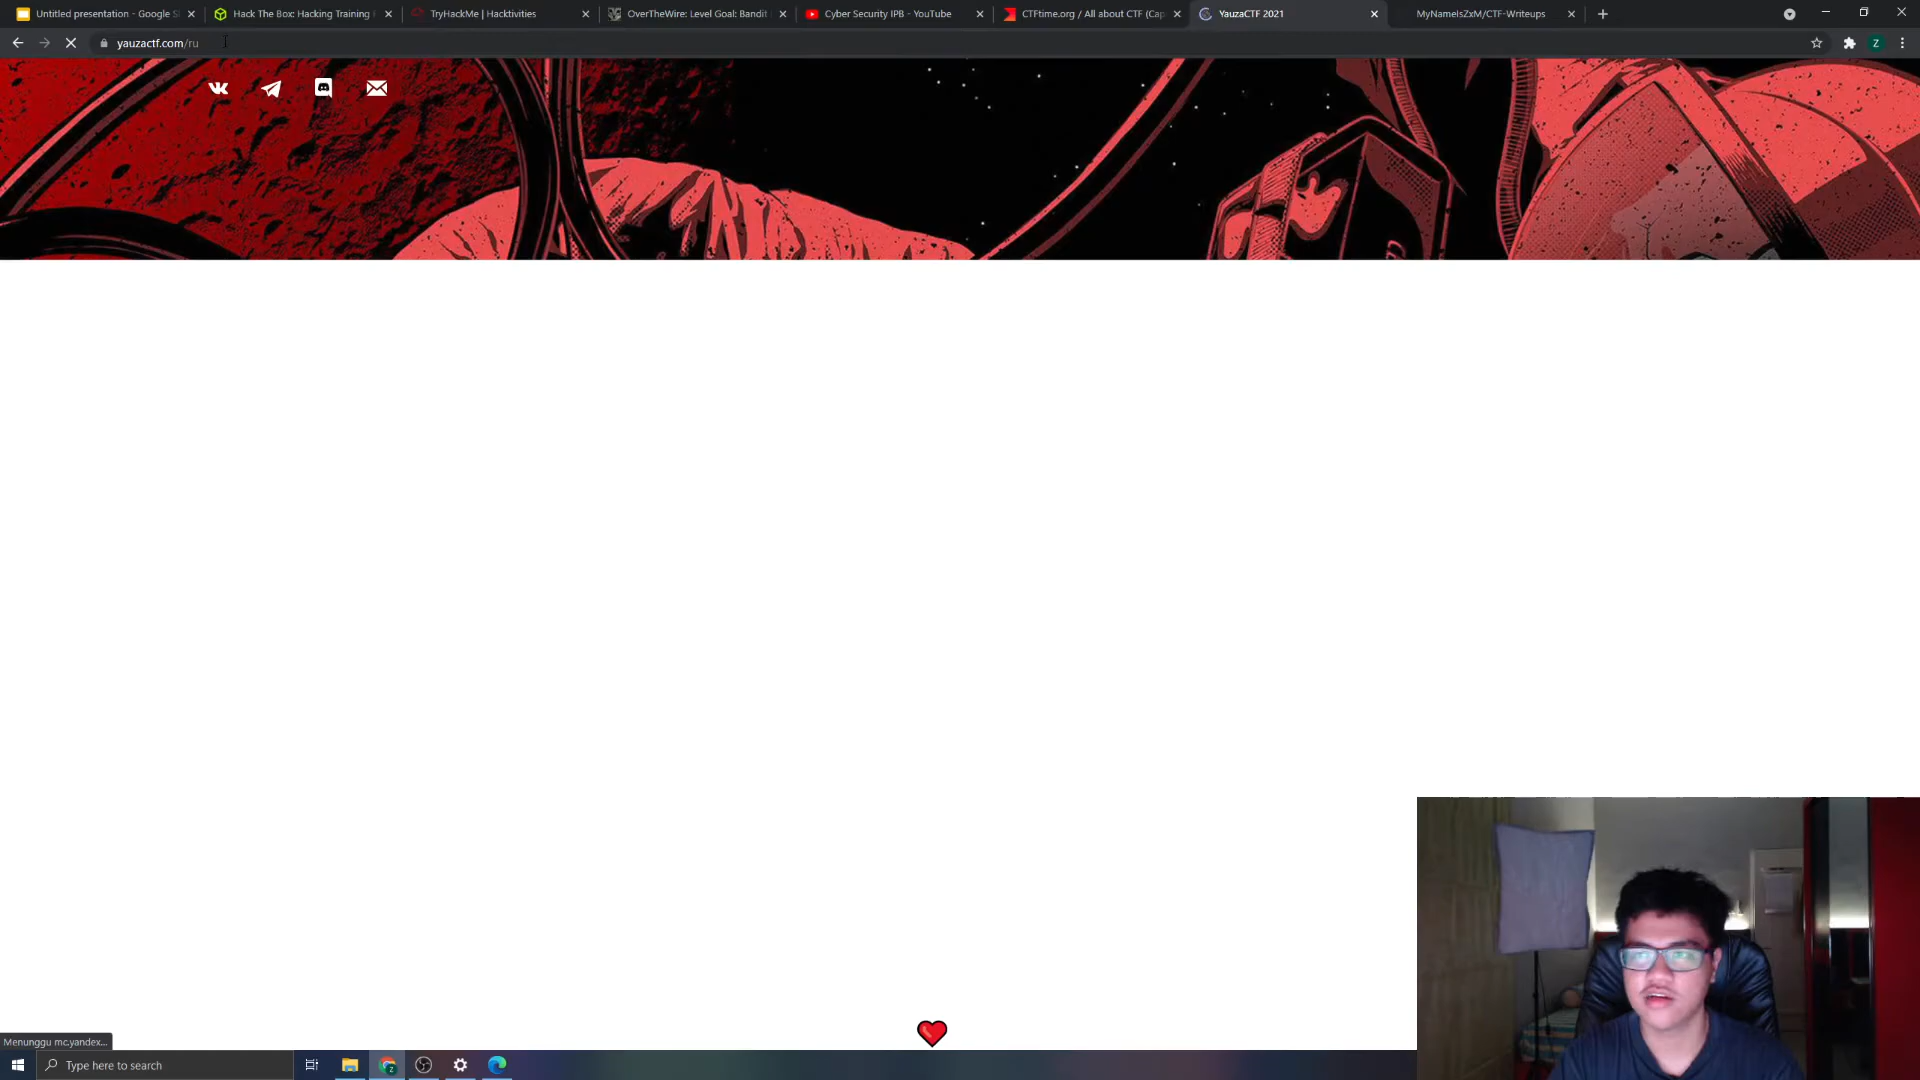 Untitled presentation - Google S
Hack The Box: Hacking Training
TryHackMe | Hacktivities
OverTheWire: Level Goal: Bandit
Cyber Security IPB - YouTube
CTFtime.org / All about CTF (Cap
YauzaCTF 2021
MyNameIsZxM/CTF-Writeups
yauzactf.com/ru
Z
Menunggu mc.yandex...
Type here to search